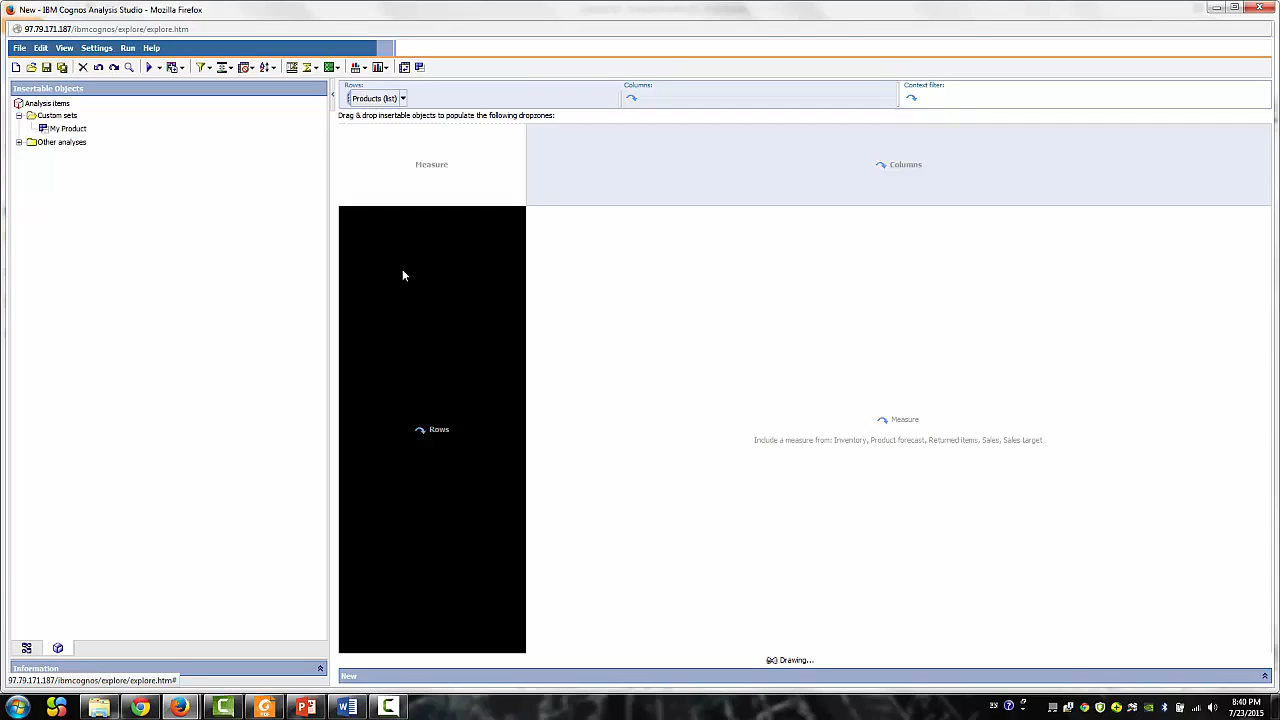 New - IBM Cognos Analysis Studio - Mozilla Firefox
97.79.171.187/ibmcognos/explore/explore.htm
File Edit View Settings Run Help
Insertable Objects
Analysis items
Custom sets
My Product
Other analyses
Rows:
Products (list)
Columns:
Context filter:
Drag & drop insertable objects to populate the following dropzones:
Measure
Columns
Rows
Measure
Include a measure from: Inventory, Product forecast, Returned items, Sales, Sales target
Drawing...
Information
New
97.79.171.187/ibmcognos/explore/explore.htm#
8:40 PM
7/23/2015